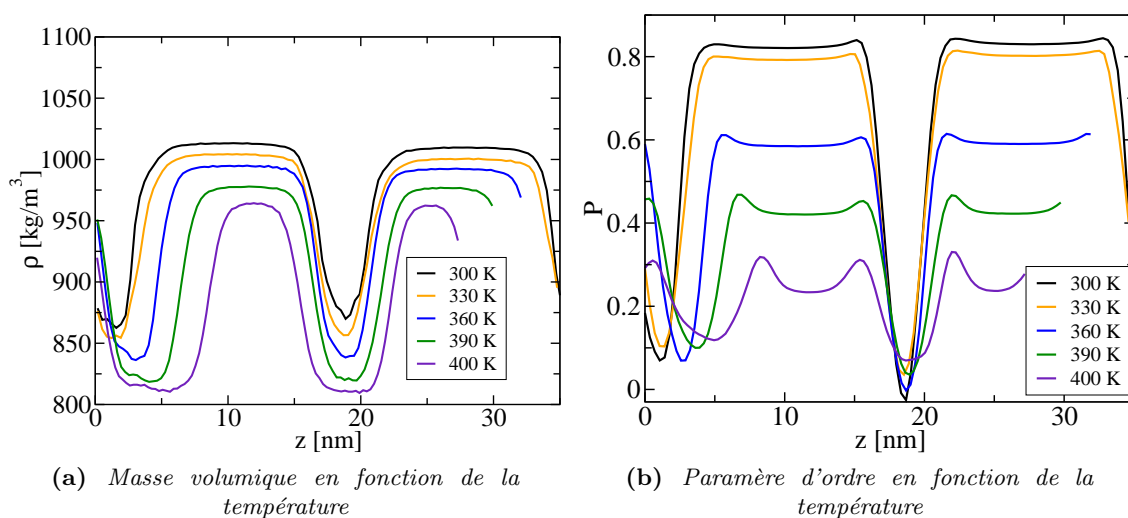 1100
1050
1000
950
900
850
800
ρ [kg/m³]
300 K
330 K
360 K
390 K
400 K
0
10
20
30
z [nm]
(a) Masse volumique en fonction de la
température
0.8
0.6
0.4
0.2
0
P
300 K
330 K
360 K
390 K
400 K
0
10
20
30
z [nm]
(b) Paramère d'ordre en fonction de la
température